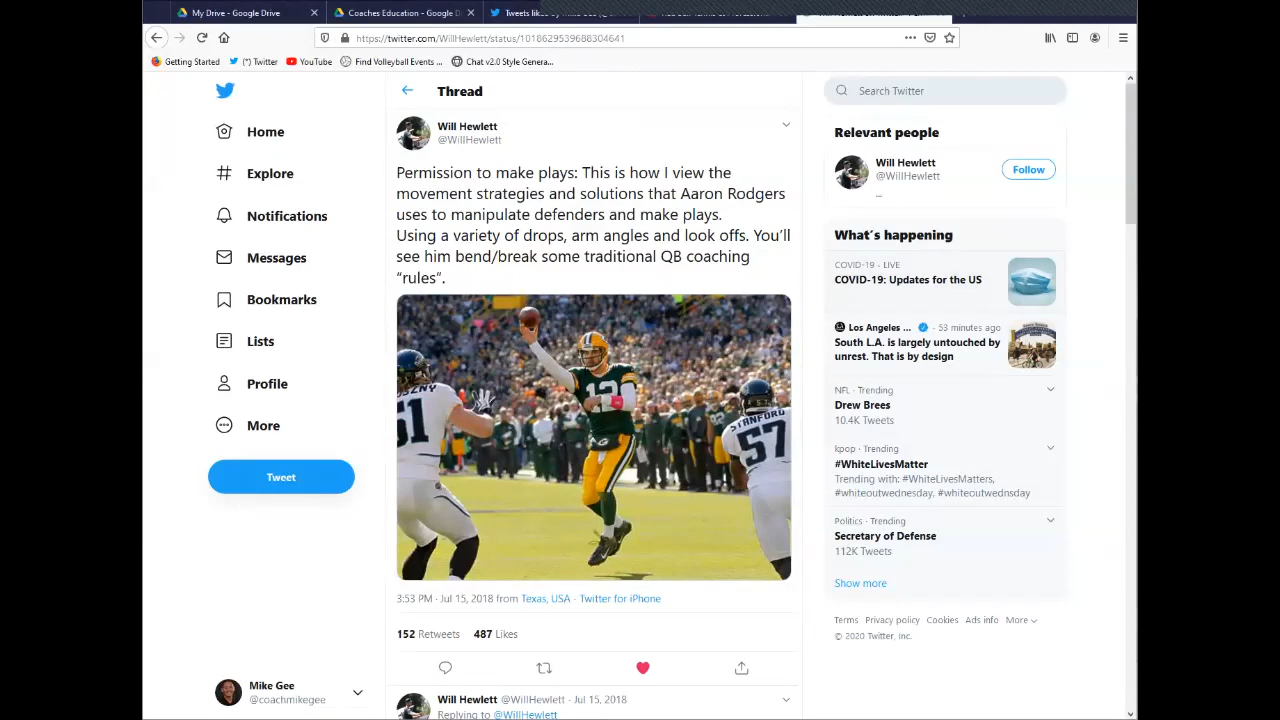 My Drive - Google Drive
Coaches Education - Google D
https://twitter.com/WillHewlett/status/1018629539688304641
Getting Started
(*) Twitter
YouTube
Find Volleyball Events ...
Chat v2.0 Style Genera...
Home
Explore
Notifications
Messages
Bookmarks
Lists
Profile
More
Tweet
Mike Gee
@coachmikegee
Thread
Will Hewlett
@WillHewlett
Permission to make plays: This is how I view the
movement strategies and solutions that Aaron Rodgers
uses to manipulate defenders and make plays.
Using a variety of drops, arm angles and look offs. You'll
see him bend/break some traditional QB coaching
“rules”.
51
12
G
STANFORD
57
3:53 PM · Jul 15, 2018 from Texas, USA · Twitter for iPhone
152 Retweets 487 Likes
Will Hewlett @WillHewlett · Jul 15, 2018
Replying to @WillHewlett
Search Twitter
Relevant people
Will Hewlett
@WillHewlett
Follow
...
What's happening
COVID-19 · LIVE
COVID-19: Updates for the US
Los Angeles ... · 53 minutes ago
South L.A. is largely untouched by
unrest. That is by design
NFL · Trending
Drew Brees
10.4K Tweets
kpop · Trending
#WhiteLivesMatter
Trending with: #WhiteLivesMatters,
#whiteoutwednesday, #whiteoutwednsday
Politics · Trending
Secretary of Defense
112K Tweets
Show more
Terms Privacy policy Cookies Ads info More
© 2020 Twitter, Inc.